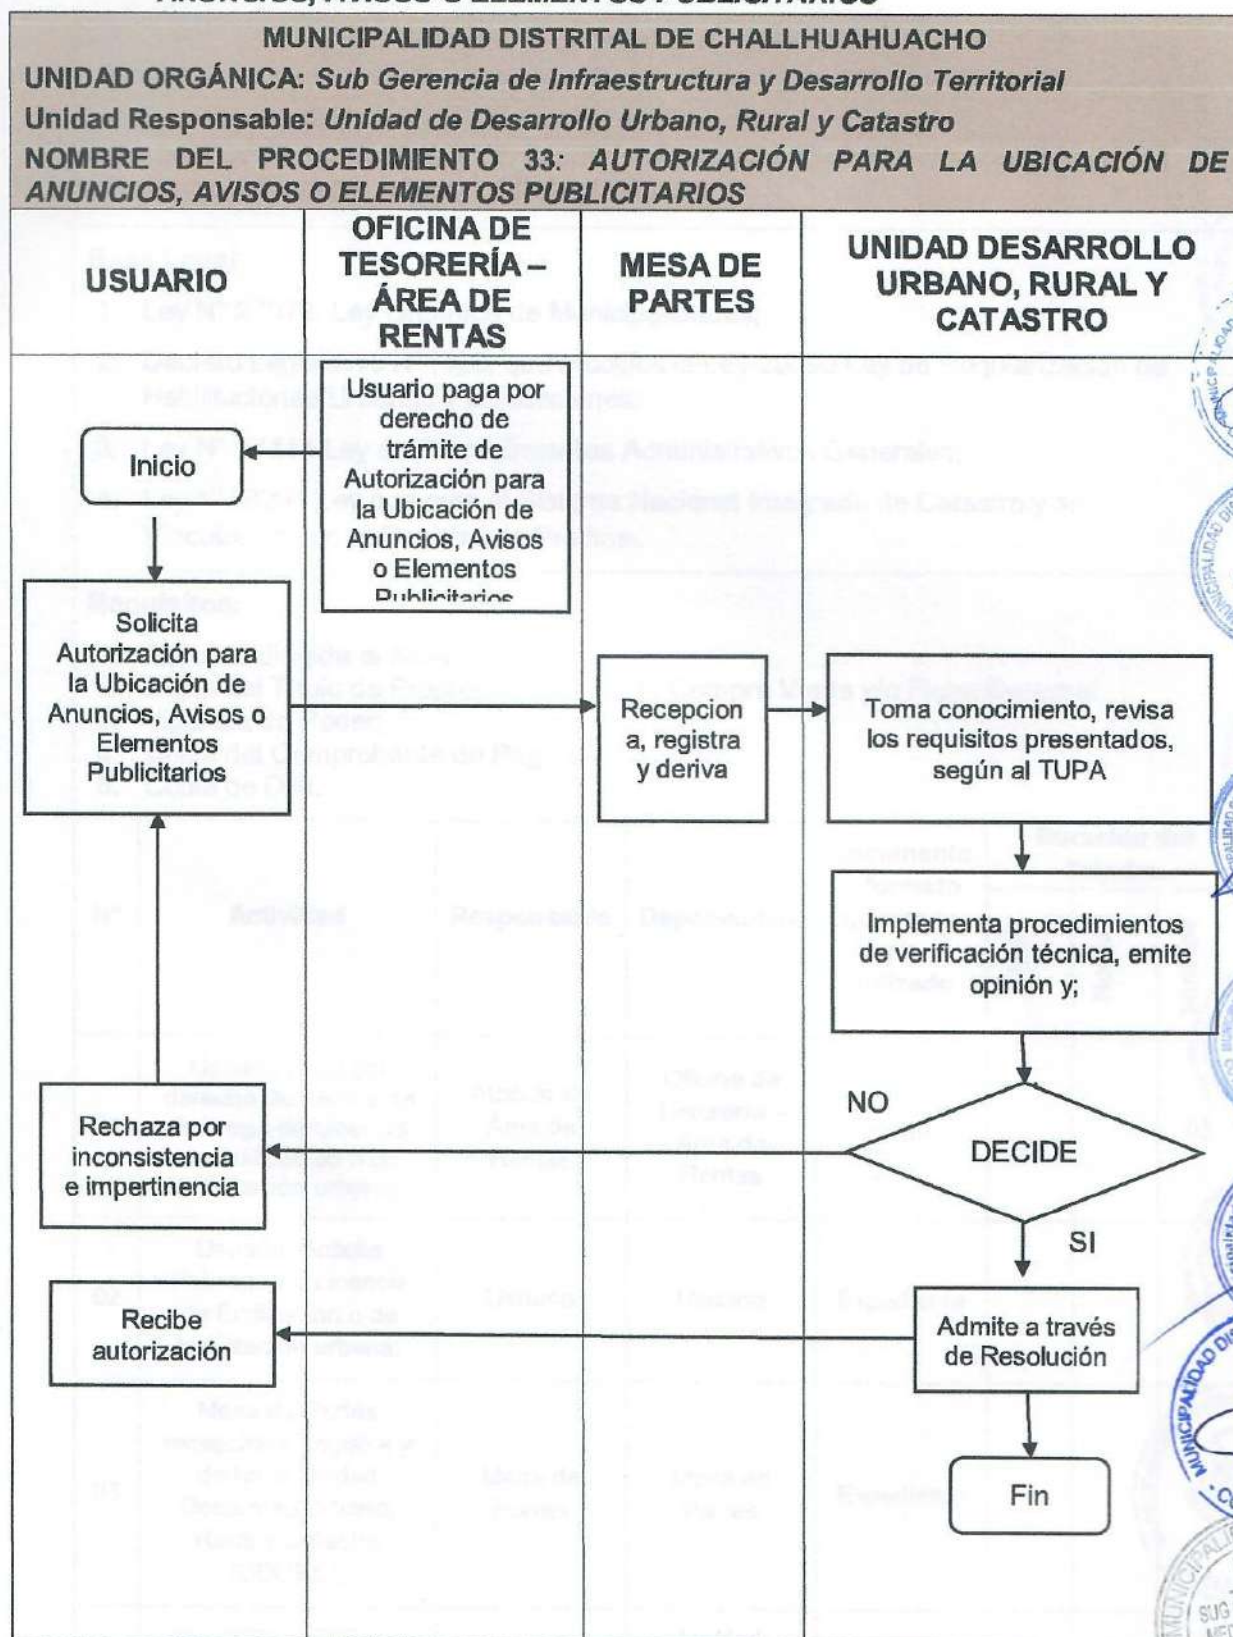 ANUNCIOS, AVISOS O ELEMENTOS PUBLICITARIOS
MUNICIPALIDAD DISTRITAL DE CHALLHUAHUACHO
UNIDAD ORGÁNICA: Sub Gerencia de Infraestructura y Desarrollo Territorial
Unidad Responsable: Unidad de Desarrollo Urbano, Rural y Catastro
NOMBRE DEL PROCEDIMIENTO 33: AUTORIZACIÓN PARA LA UBICACIÓN DE
ANUNCIOS, AVISOS O ELEMENTOS PUBLICITARIOS
USUARIO
OFICINA DE
TESORERÍA –
ÁREA DE
RENTAS
MESA DE
PARTES
UNIDAD DESARROLLO
URBANO, RURAL Y
CATASTRO
Usuario paga por
derecho de
trámite de
Autorización para
la Ubicación de
Anuncios, Avisos
o Elementos
Publicitarios
Inicio
Solicita
Autorización para
la Ubicación de
Anuncios, Avisos o
Elementos
Publicitarios
Recepcion
a, registra
y deriva
Toma conocimiento, revisa
los requisitos presentados,
según al TUPA
Implementa procedimientos
de verificación técnica, emite
opinión y;
NO
DECIDE
Rechaza por
inconsistencia
e impertinencia
SI
Recibe
autorización
Admite a través
de Resolución
Fin